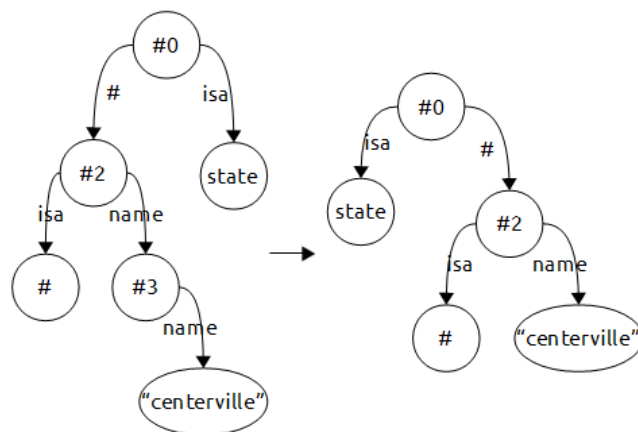 #0
# isa
#2 state
isa name
# #3
name
“centerville”
#0
isa #
state #2
isa name
# “centerville”